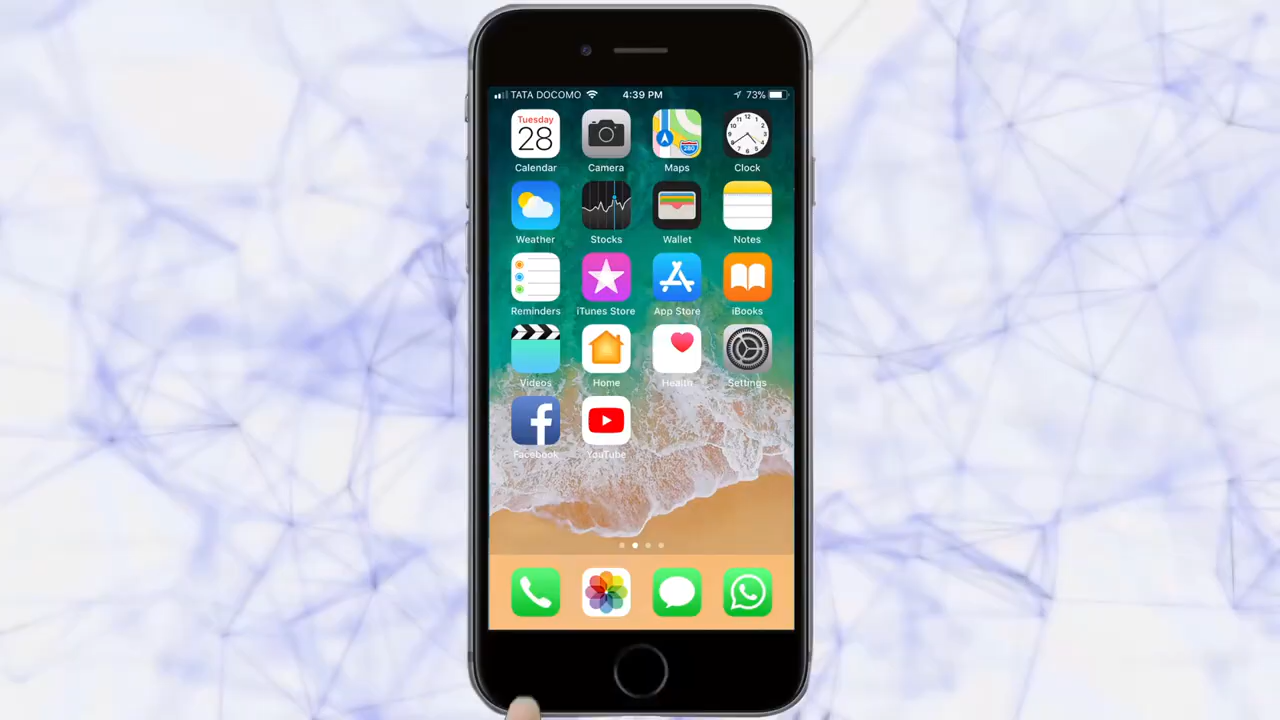 TATA DOCOMO 4:39 PM 73%
Tuesday
28
Calendar Camera Maps Clock
Weather Stocks Wallet Notes
Reminders iTunes Store App Store iBooks
Videos Home Health Settings
Facebook YouTube